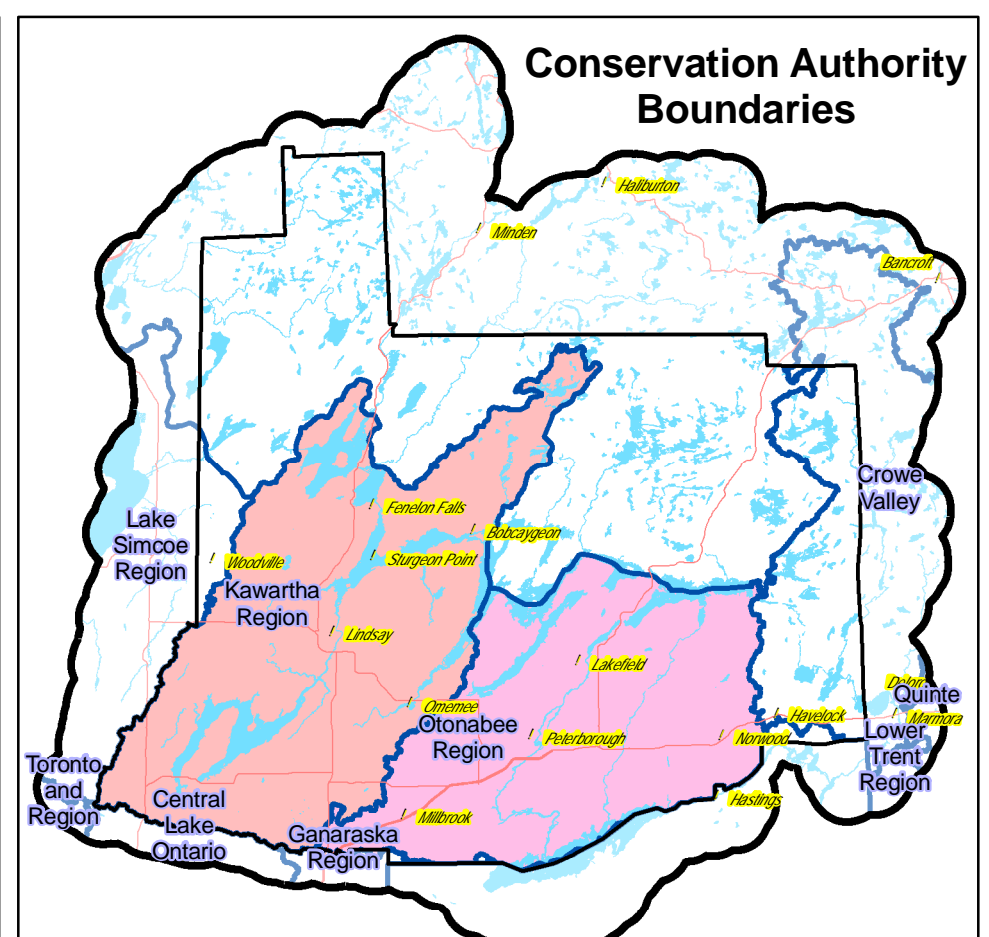 Conservation Authority
Boundaries
Haliburton
Minden
Bancroft
Crowe
Valley
Fenelon Falls
Bobcaygeon
Lake
Simcoe
Region
Woodville
Sturgeon Point
Kawartha
Region
Lindsay
Lakefield
Omemee
Otonabee
Region
Quinte
Havelock
Marmora
Peterborough
Norwood
Lower
Trent
Region
Toronto
and
Region
Central
Lake
Ontario
Hastings
Millbrook
Ganaraska
Region